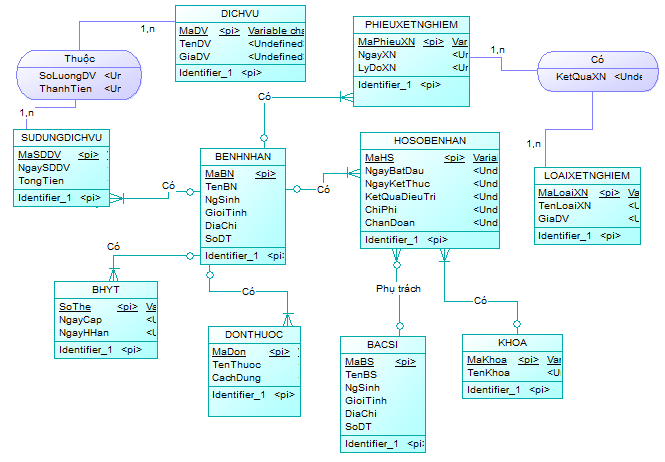 DICHVU
MaDV <pi> Variable cha
TenDV <Undefined>
GiaDV <Undefined>
Identifier_1 <pi>
1,n
Thuộc
SoLuongDV <Ur
ThanhTien <Ur
1,n
SUDUNGDICHVU
MaSDDV <pi>
NgaySDDV
TongTien
Identifier_1 <pi>
PHIEUXETNGHIEM
MaPhieuXN <pi> Var
NgayXN <Ur
LyDoXN <Ur
Identifier_1 <pi>
1,n
Có
KetQuaXN <Unde
1,n
LOAIXETNGHIEM
MaLoaiXN <pi> Va
TenLoaiXN <U
GiaDV <U
Identifier_1 <pi>
Có
BENHNHAN
MaBN <pi>
TenBN
NgSinh
GioiTinh
DiaChi
SoDT
Identifier_1 <pi>
Có
Có
HOSOBENHAN
MaHS <pi> Varia
NgayBatDau <Und
NgayKetThuc <Und
KetQuaDieuTri <Und
ChiPhi <Und
ChanDoan <Und
Identifier_1 <pi>
Có
BHYT
SoThe <pi> Va
NgayCap <U
NgayHHan <U
Identifier_1 <pi>
Có
DONTHUOC
MaDon <pi>
TenThuoc
CachDung
Identifier_1 <pi>
Phụ trách
BACSI
MaBS <pi>
TenBS
NgSinh
GioiTinh
DiaChi
SoDT
Identifier_1 <pi>
Có
KHOA
MaKhoa <pi> Vari
TenKhoa <Un
Identifier_1 <pi>